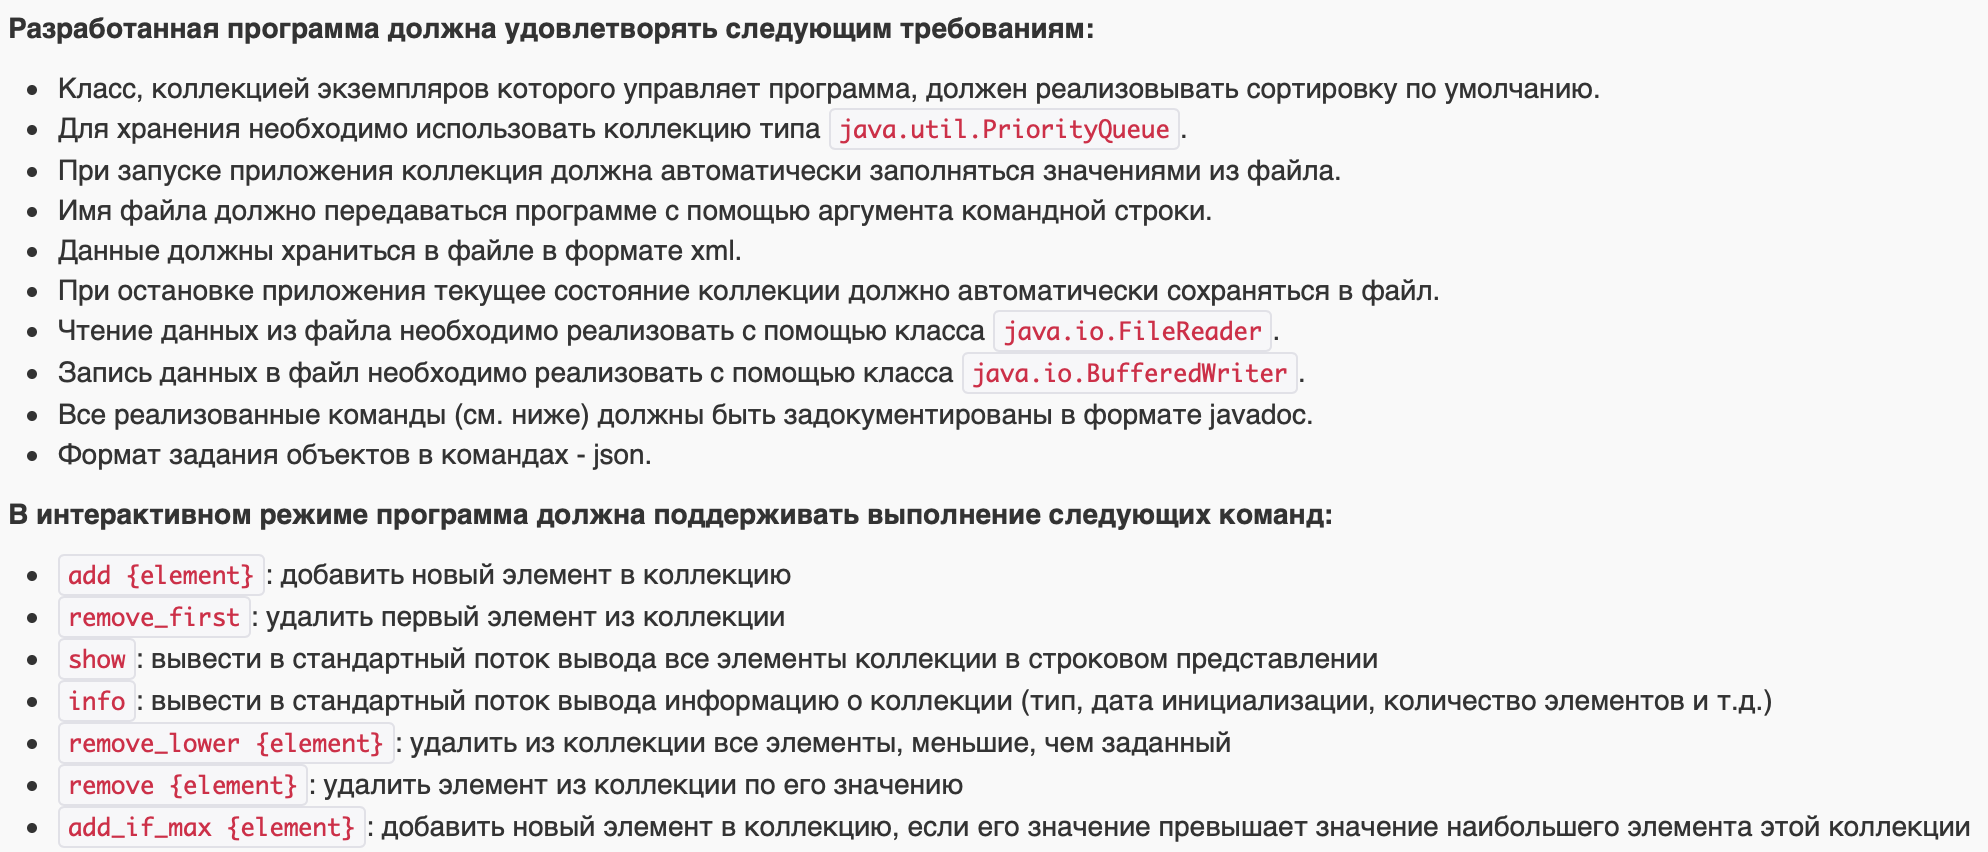 Разработанная программа должна удовлетворять следующим требованиям:
Класс, коллекцией экземпляров которого управляет программа, должен реализовывать сортировку по умолчанию.
Для хранения необходимо использовать коллекцию типа java.util.PriorityQueue.
При запуске приложения коллекция должна автоматически заполняться значениями из файла.
Имя файла должно передаваться программе с помощью аргумента командной строки.
Данные должны храниться в файле в формате xml.
При остановке приложения текущее состояние коллекции должно автоматически сохраняться в файл.
Чтение данных из файла необходимо реализовать с помощью класса java.io.FileReader.
Запись данных в файл необходимо реализовать с помощью класса java.io.BufferedWriter.
Все реализованные команды (см. ниже) должны быть задокументированы в формате javadoc.
Формат задания объектов в командах - json.
В интерактивном режиме программа должна поддерживать выполнение следующих команд:
add {element}: добавить новый элемент в коллекцию
remove_first: удалить первый элемент из коллекции
show: вывести в стандартный поток вывода все элементы коллекции в строковом представлении
info: вывести в стандартный поток вывода информацию о коллекции (тип, дата инициализации, количество элементов и т.д.)
remove_lower {element}: удалить из коллекции все элементы, меньшие, чем заданный
remove {element}: удалить элемент из коллекции по его значению
add_if_max {element}: добавить новый элемент в коллекцию, если его значение превышает значение наибольшего элемента этой коллекции